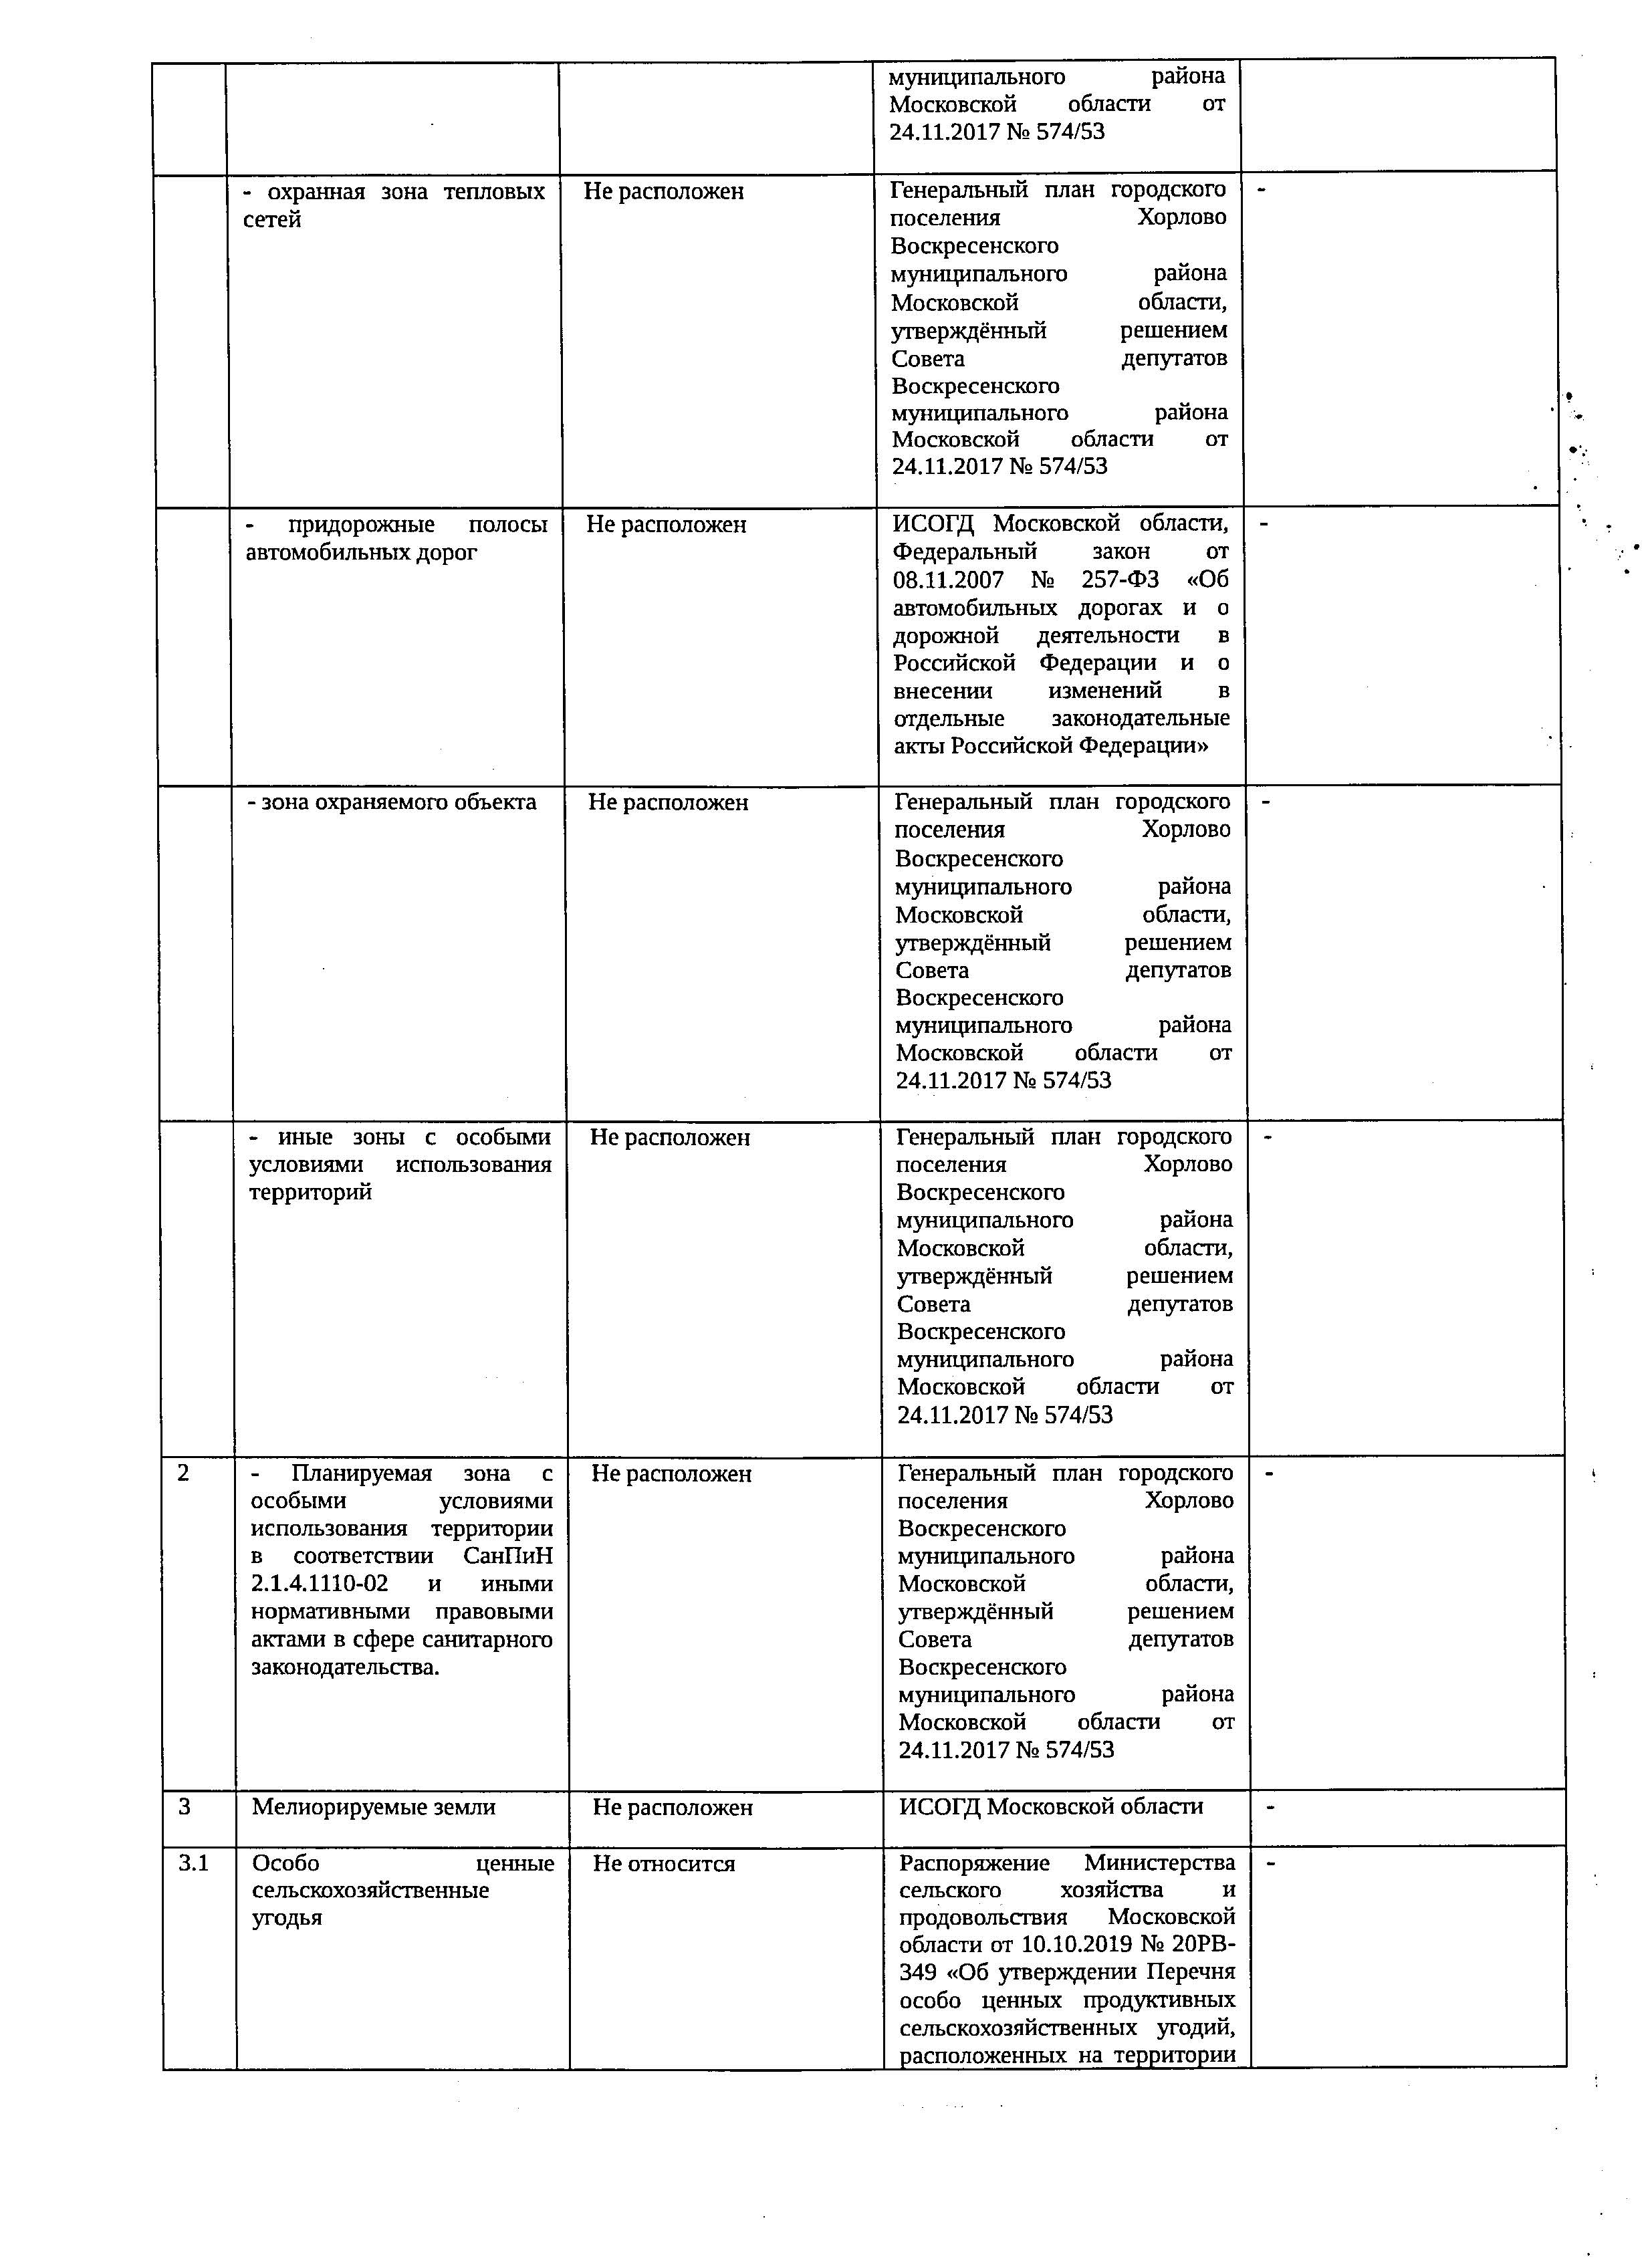 муниципального района
Московской области от
24.11.2017 № 574/53
- охранная зона тепловых
сетей
Не расположен
Генеральный план городского
поселения Хорлово
Воскресенского
муниципального района
Московской области,
утверждённый решением
Совета депутатов
Воскресенского
муниципального района
Московской области от
24.11.2017 № 574/53
-
- придорожные полосы
автомобильных дорог
Не расположен
ИСОГД Московской области,
Федеральный закон от
08.11.2007 № 257-ФЗ «Об
автомобильных дорогах и о
дорожной деятельности в
Российской Федерации и о
внесении изменений в
отдельные законодательные
акты Российской Федерации»
-
- зона охраняемого объекта
Не расположен
Генеральный план городского
поселения Хорлово
Воскресенского
муниципального района
Московской области,
утверждённый решением
Совета депутатов
Воскресенского
муниципального района
Московской области от
24.11.2017 № 574/53
-
- иные зоны с особыми
условиями использования
территорий
Не расположен
Генеральный план городского
поселения Хорлово
Воскресенского
муниципального района
Московской области,
утверждённый решением
Совета депутатов
Воскресенского
муниципального района
Московской области от
24.11.2017 № 574/53
-
2
- Планируемая зона с
особыми условиями
использования территории
в соответствии СанПиН
2.1.4.1110-02 и иными
нормативными правовыми
актами в сфере санитарного
законодательства.
Не расположен
Генеральный план городского
поселения Хорлово
Воскресенского
муниципального района
Московской области,
утверждённый решением
Совета депутатов
Воскресенского
муниципального района
Московской области от
24.11.2017 № 574/53
-
3
Мелиорируемые земли
Не расположен
ИСОГД Московской области
-
3.1
Особо ценные
сельскохозяйственные
угодья
Не относится
Распоряжение Министерства
сельского хозяйства и
продовольствия Московской
области от 10.10.2019 № 20РВ-
349 «Об утверждении Перечня
особо ценных продуктивных
сельскохозяйственных угодий,
расположенных на территории
-